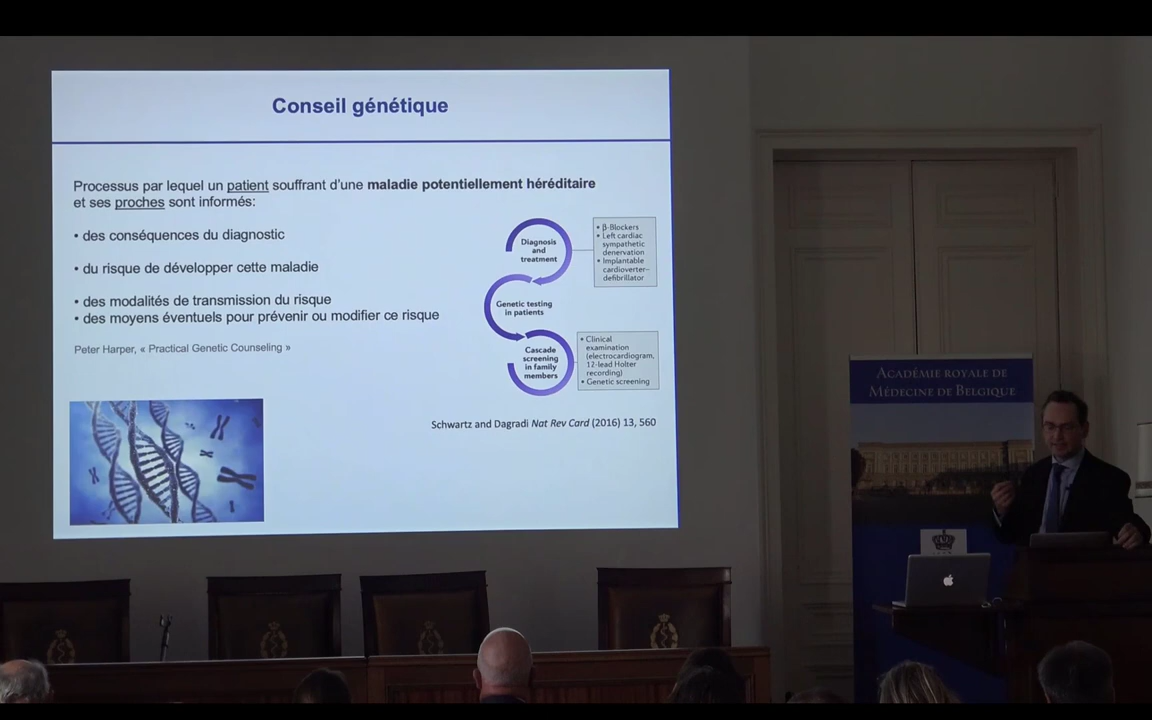 Conseil génétique
Processus par lequel un patient souffrant d'une maladie potentiellement héréditaire
et ses proches sont informés:
• des conséquences du diagnostic
• du risque de développer cette maladie
• des modalités de transmission du risque
• des moyens éventuels pour prévenir ou modifier ce risque
Peter Harper, « Practical Genetic Counseling »
Diagnosis
and
treatment
• β-Blockers
• Left cardiac
sympathetic
denervation
• Implantable
cardioverter–
defibrillator
Genetic testing
in patients
Cascade
screening
in family
members
• Clinical
examination
(electrocardiogram,
12-lead Holter
recording)
• Genetic screening
Schwartz and Dagradi Nat Rev Card (2016) 13, 560
ACADÉMIE ROYALE DE
MÉDECINE DE BELGIQUE